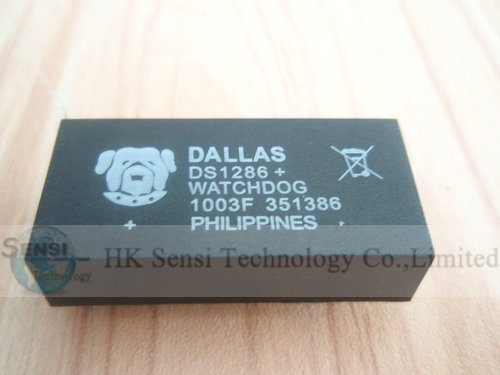 DALLAS
DS1286 +
WATCHDOG
1003F 351386
PHILIPPINES
+
SENSI
Technology
HK Sensi Technology Co.,Limited